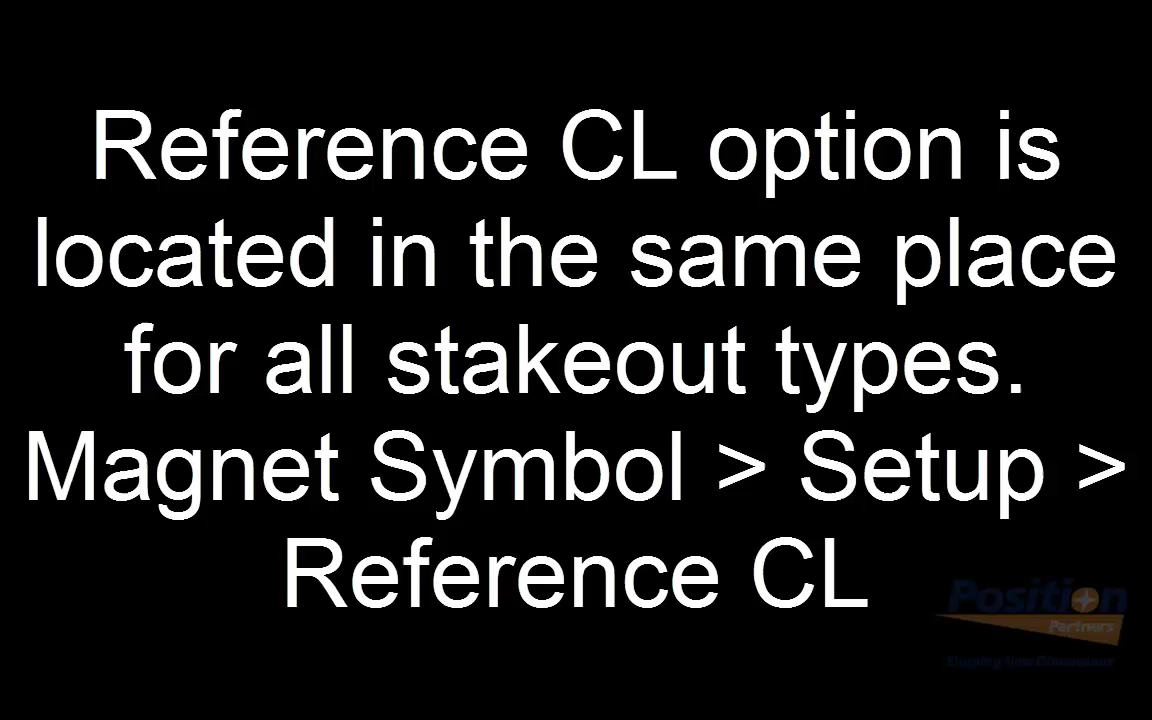 Reference CL option is
located in the same place
for all stakeout types.
Magnet Symbol > Setup >
Reference CL
Position
Partners